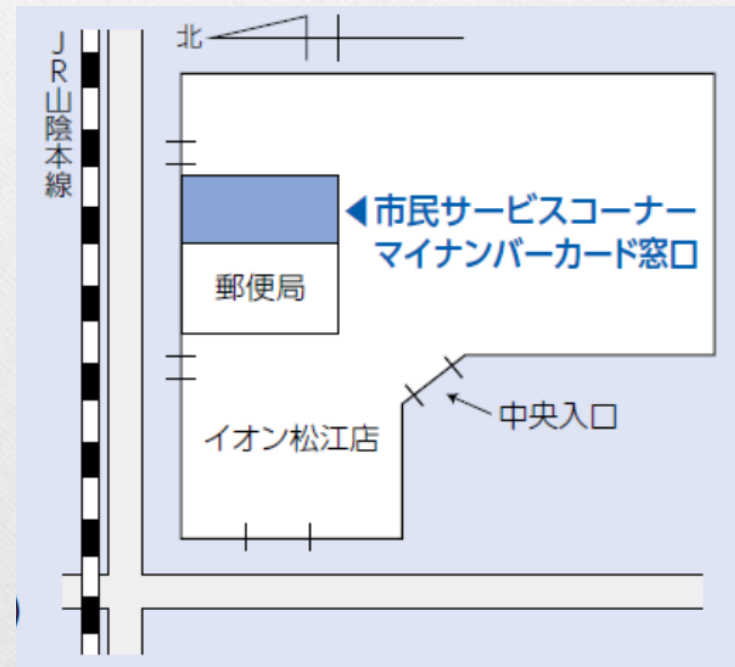 JR山陰本線
北
◀市民サービスコーナー
マイナンバーカード窓口
郵便局
イオン松江店
中央入口